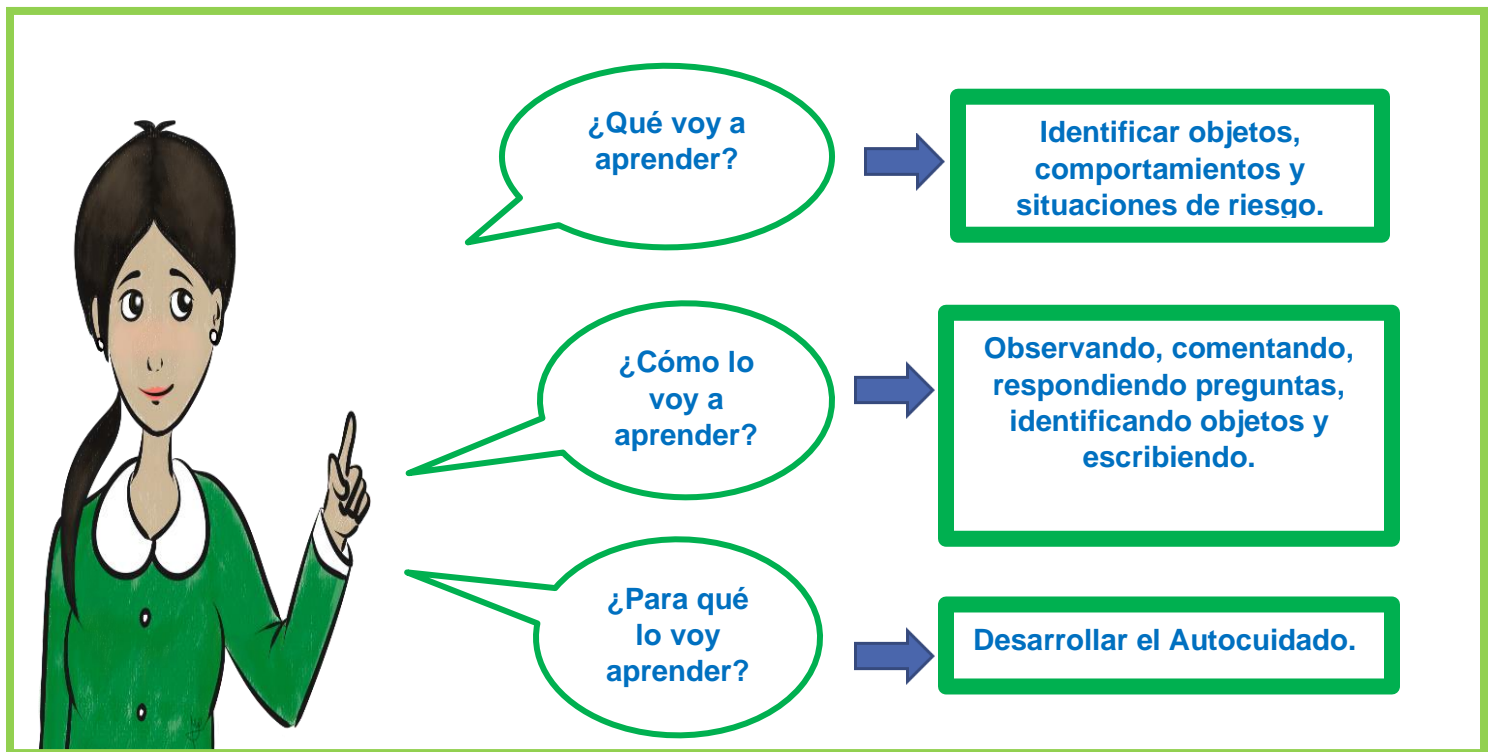 ¿Qué voy a
aprender?
Identificar objetos,
comportamientos y
situaciones de riesgo.
¿Cómo lo
voy a
aprender?
Observando, comentando,
respondiendo preguntas,
identificando objetos y
escribiendo.
¿Para qué
lo voy
aprender?
Desarrollar el Autocuidado.